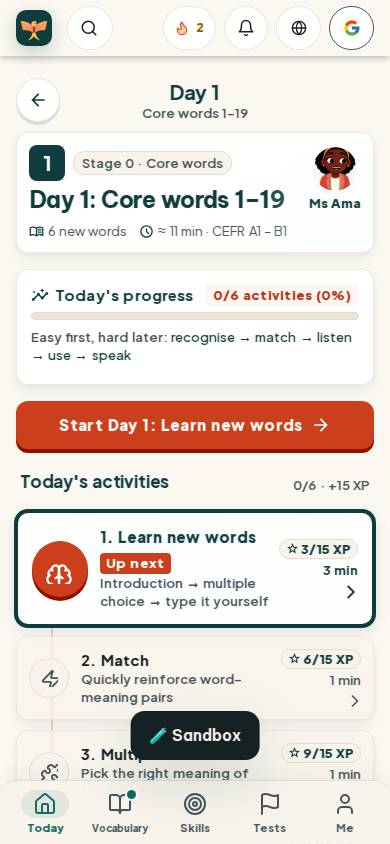 2
Day 1
Core words 1–19
1
Stage 0 · Core words
Day 1: Core words 1–19
Ms Ama
6 new words
≈ 11 min · CEFR A1 – B1
Today's progress
0/6 activities (0%)
Easy first, hard later: recognise → match → listen
→ use → speak
Start Day 1: Learn new words →
Today's activities
0/6 · +15 XP
1. Learn new words
3/15 XP
Up next
3 min
Introduction → multiple
choice → type it yourself
2. Match
6/15 XP
Quickly reinforce word–
meaning pairs
1 min
🧪 Sandbox
3.
9/15 XP
Pick the right meaning of
1 min
Today
Vocabulary
Skills
Tests
Me